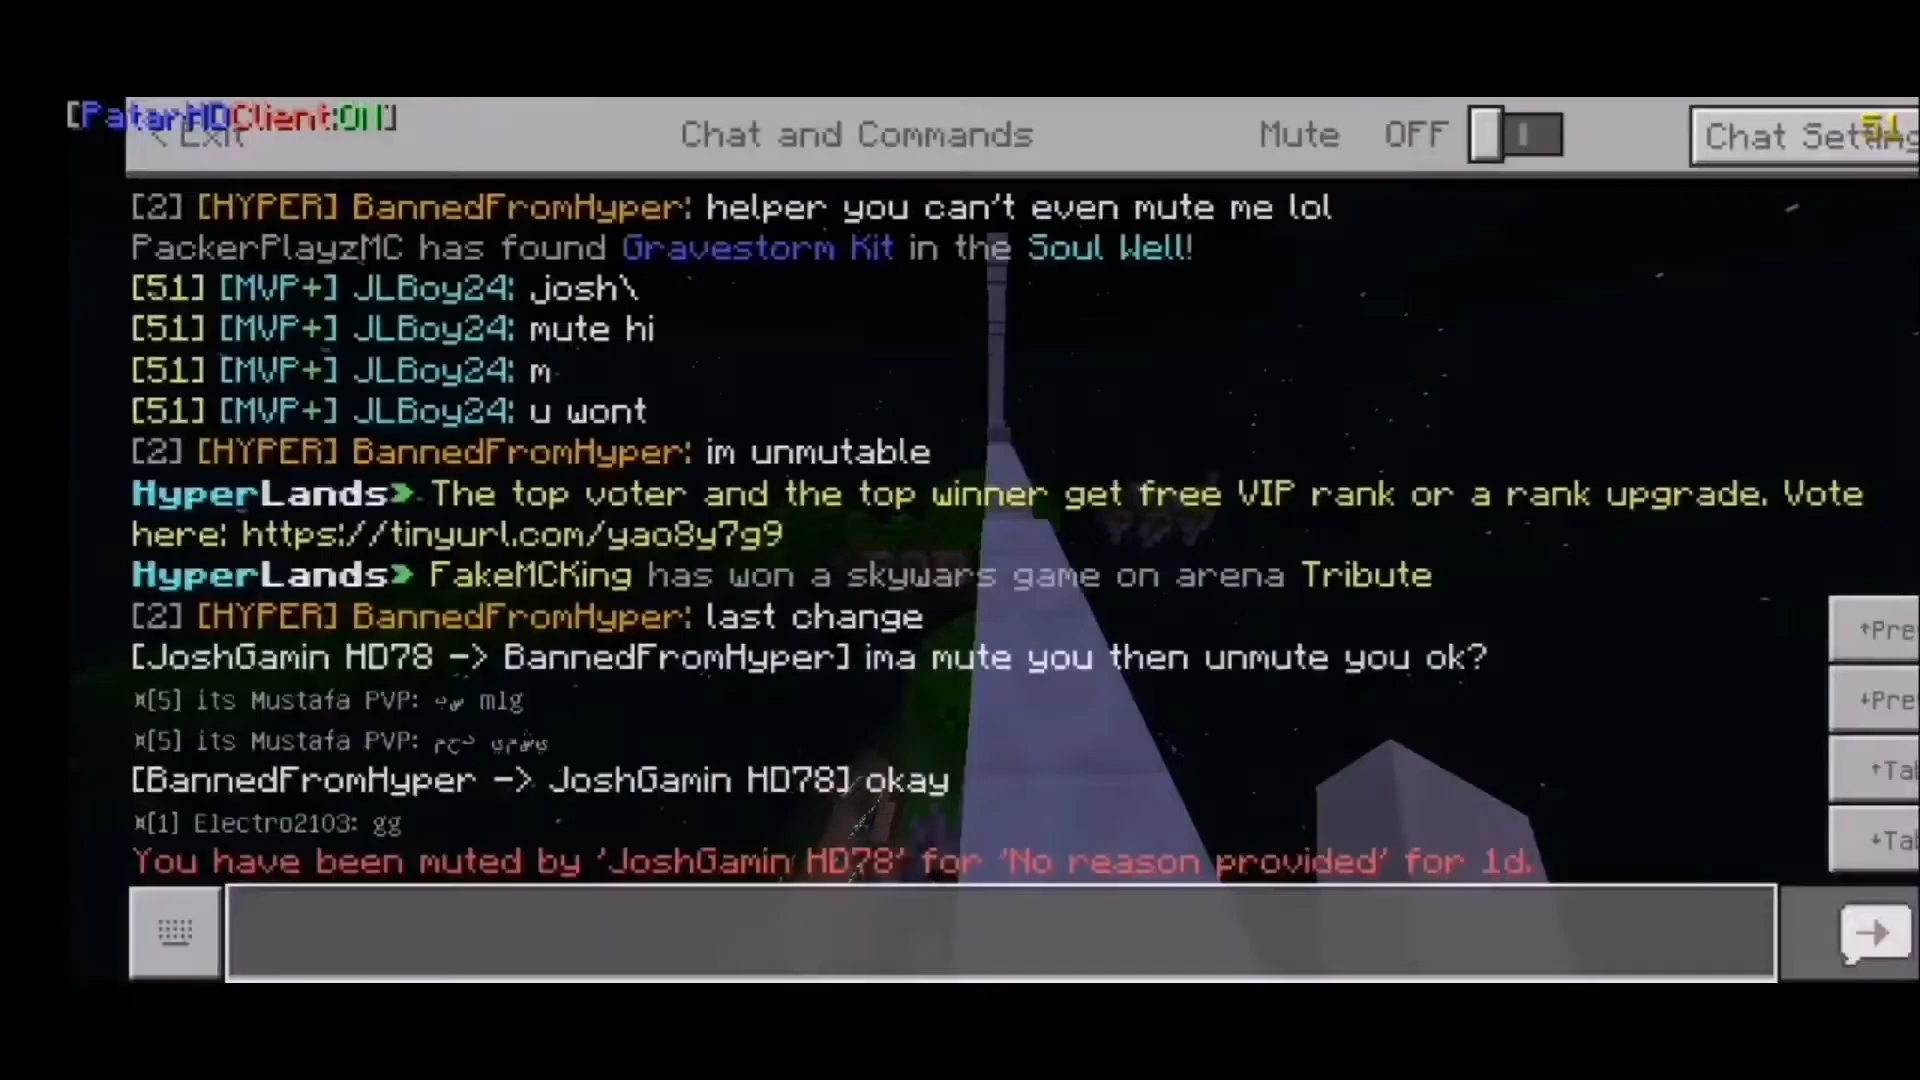 [PatarHDClient:ON]
< Exit
Chat and Commands
Mute OFF
Chat Setting
51
[2] [HYPER] BannedFromHyper: helper you can't even mute me lol
PackerPlayzMC has found Gravestorm Kit in the Soul Well!
[51] [MVP+] JLBoy24: josh\
[51] [MVP+] JLBoy24: mute hi
[51] [MVP+] JLBoy24: m
[51] [MVP+] JLBoy24: u wont
[2] [HYPER] BannedFromHyper: im unmutable
HyperLands> The top voter and the top winner get free VIP rank or a rank upgrade. Vote
here: https://tinyurl.com/yao8y7g9
HyperLands> FakeMCKing has won a skywars game on arena Tribute
[2] [HYPER] BannedFromHyper: last change
[JoshGamin HD78 -> BannedFromHyper] ima mute you then unmute you ok?
¤[5] its Mustafa PVP: mlg
¤[5] its Mustafa PVP:
[BannedFromHyper -> JoshGamin HD78] okay
¤[1] Electro2103: gg
You have been muted by 'JoshGamin HD78' for 'No reason provided' for 1d.
↑Pre
↓Pre
↑Tab
↓Tab